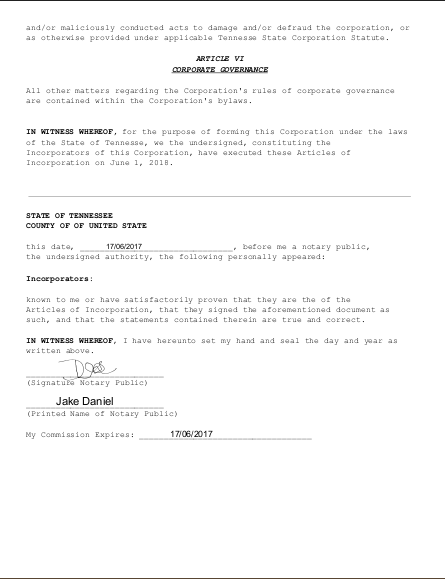 and/or maliciously conducted acts to damage and/or defraud the corporation, or
as otherwise provided under applicable Tennessee State Corporation Statute.
ARTICLE VI
CORPORATE GOVERNANCE
All other matters regarding the Corporation's rules of corporate governance
are contained within the Corporation's bylaws.
IN WITNESS WHEREOF, for the purpose of forming this Corporation under the laws
of the State of Tennessee, we the undersigned, constituting the
Incorporators of this Corporation, have executed these Articles of
Incorporation on June 1, 2018.
STATE OF TENNESSEE
COUNTY OF OF UNITED STATE
this date, 17/06/2017, before me a notary public,
the undersigned authority, the following personally appeared:
Incorporators:
known to me or have satisfactorily proven that they are the of the
Articles of Incorporation, that they signed the aforementioned document as
such, and that the statements contained therein are true and correct.
IN WITNESS WHEREOF, I have hereunto set my hand and seal the day and year as
written above.
(Signature Notary Public)
Jake Daniel
(Printed Name of Notary Public)
My Commission Expires: 17/06/2017